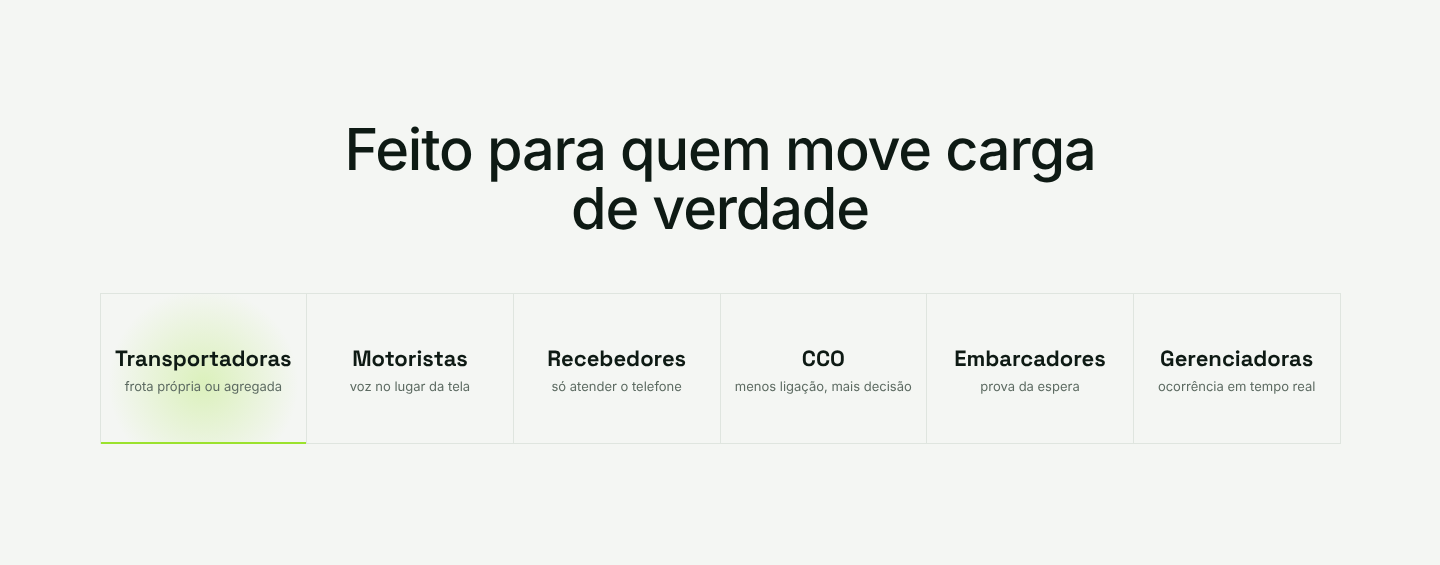 Feito para quem move carga
de verdade
Transportadoras
frota própria ou agregada
Motoristas
voz no lugar da tela
Recebedores
só atender o telefone
CCO
menos ligação, mais decisão
Embarcadores
prova da espera
Gerenciadoras
ocorrência em tempo real